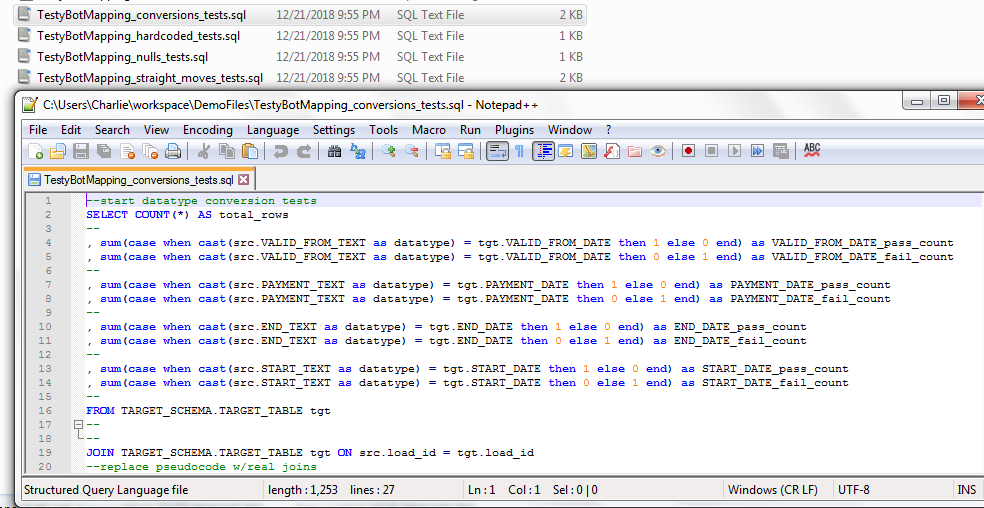 TestyBotMapping_conversions_tests.sql 12/21/2018 9:55 PM SQL Text File 2 KB
TestyBotMapping_hardcoded_tests.sql 12/21/2018 9:55 PM SQL Text File 1 KB
TestyBotMapping_nulls_tests.sql 12/21/2018 9:55 PM SQL Text File 1 KB
TestyBotMapping_straight_moves_tests.sql 12/21/2018 9:55 PM SQL Text File 2 KB
C:\Users\Charlie\workspace\DemoFiles\TestyBotMapping_conversions_tests.sql - Notepad++
File Edit Search View Encoding Language Settings Tools Macro Run Plugins Window ?
ABC
TestyBotMapping_conversions_tests.sql
1 --start datatype conversion tests
2 SELECT COUNT(*) AS total_rows
3 --
4 , sum(case when cast(src.VALID_FROM_TEXT as datatype) = tgt.VALID_FROM_DATE then 1 else 0 end) as VALID_FROM_DATE_pass_count
5 , sum(case when cast(src.VALID_FROM_TEXT as datatype) = tgt.VALID_FROM_DATE then 0 else 1 end) as VALID_FROM_DATE_fail_count
6 --
7 , sum(case when cast(src.PAYMENT_TEXT as datatype) = tgt.PAYMENT_DATE then 1 else 0 end) as PAYMENT_DATE_pass_count
8 , sum(case when cast(src.PAYMENT_TEXT as datatype) = tgt.PAYMENT_DATE then 0 else 1 end) as PAYMENT_DATE_fail_count
9 --
10 , sum(case when cast(src.END_TEXT as datatype) = tgt.END_DATE then 1 else 0 end) as END_DATE_pass_count
11 , sum(case when cast(src.END_TEXT as datatype) = tgt.END_DATE then 0 else 1 end) as END_DATE_fail_count
12 --
13 , sum(case when cast(src.START_TEXT as datatype) = tgt.START_DATE then 1 else 0 end) as START_DATE_pass_count
14 , sum(case when cast(src.START_TEXT as datatype) = tgt.START_DATE then 0 else 1 end) as START_DATE_fail_count
15 --
16 FROM TARGET_SCHEMA.TARGET_TABLE tgt
17 --
18 --
19 JOIN TARGET_SCHEMA.TARGET_TABLE tgt ON src.load_id = tgt.load_id
20 --replace pseudocode w/real joins
Structured Query Language file length : 1,253 lines : 27 Ln : 1 Col : 1 Sel : 0 | 0 Windows (CR LF) UTF-8 INS